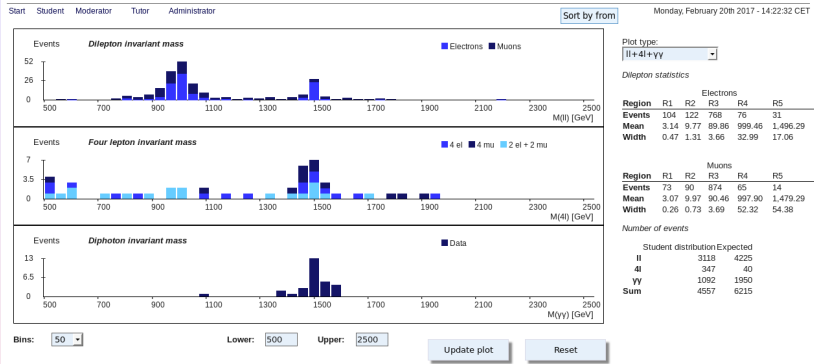 Start Student Moderator Tutor Administrator
Sort by from
Monday, February 20th 2017 - 14:22:32 CET
Events Dilepton invariant mass
Electrons Muons
52
26
0
500 700 900 1100 1300 1500 1700 1900 2100 2300 2500
M(ll) [GeV]
Events Four lepton invariant mass
4 el 4 mu 2 el + 2 mu
7
3.5
0
500 700 900 1100 1300 1500 1700 1900 2100 2300 2500
M(4l) [GeV]
Events Diphoton invariant mass
Data
13
6.5
0
500 700 900 1100 1300 1500 1700 1900 2100 2300 2500
M(γγ) [GeV]
Bins: 50
Lower: 500 Upper: 2500
Update plot Reset
Plot type:
ll+4l+γγ
Dilepton statistics
Electrons
Region R1 R2 R3 R4 R5
Events 104 122 768 76 31
Mean 3.14 9.77 89.86 999.46 1,496.29
Width 0.47 1.31 3.66 32.99 17.06
Muons
Region R1 R2 R3 R4 R5
Events 73 90 874 65 14
Mean 3.07 9.97 90.46 997.90 1,479.29
Width 0.26 0.73 3.69 52.32 54.38
Number of events
Student distribution Expected
ll 3118 4225
4l 347 40
γγ 1092 1950
Sum 4557 6215